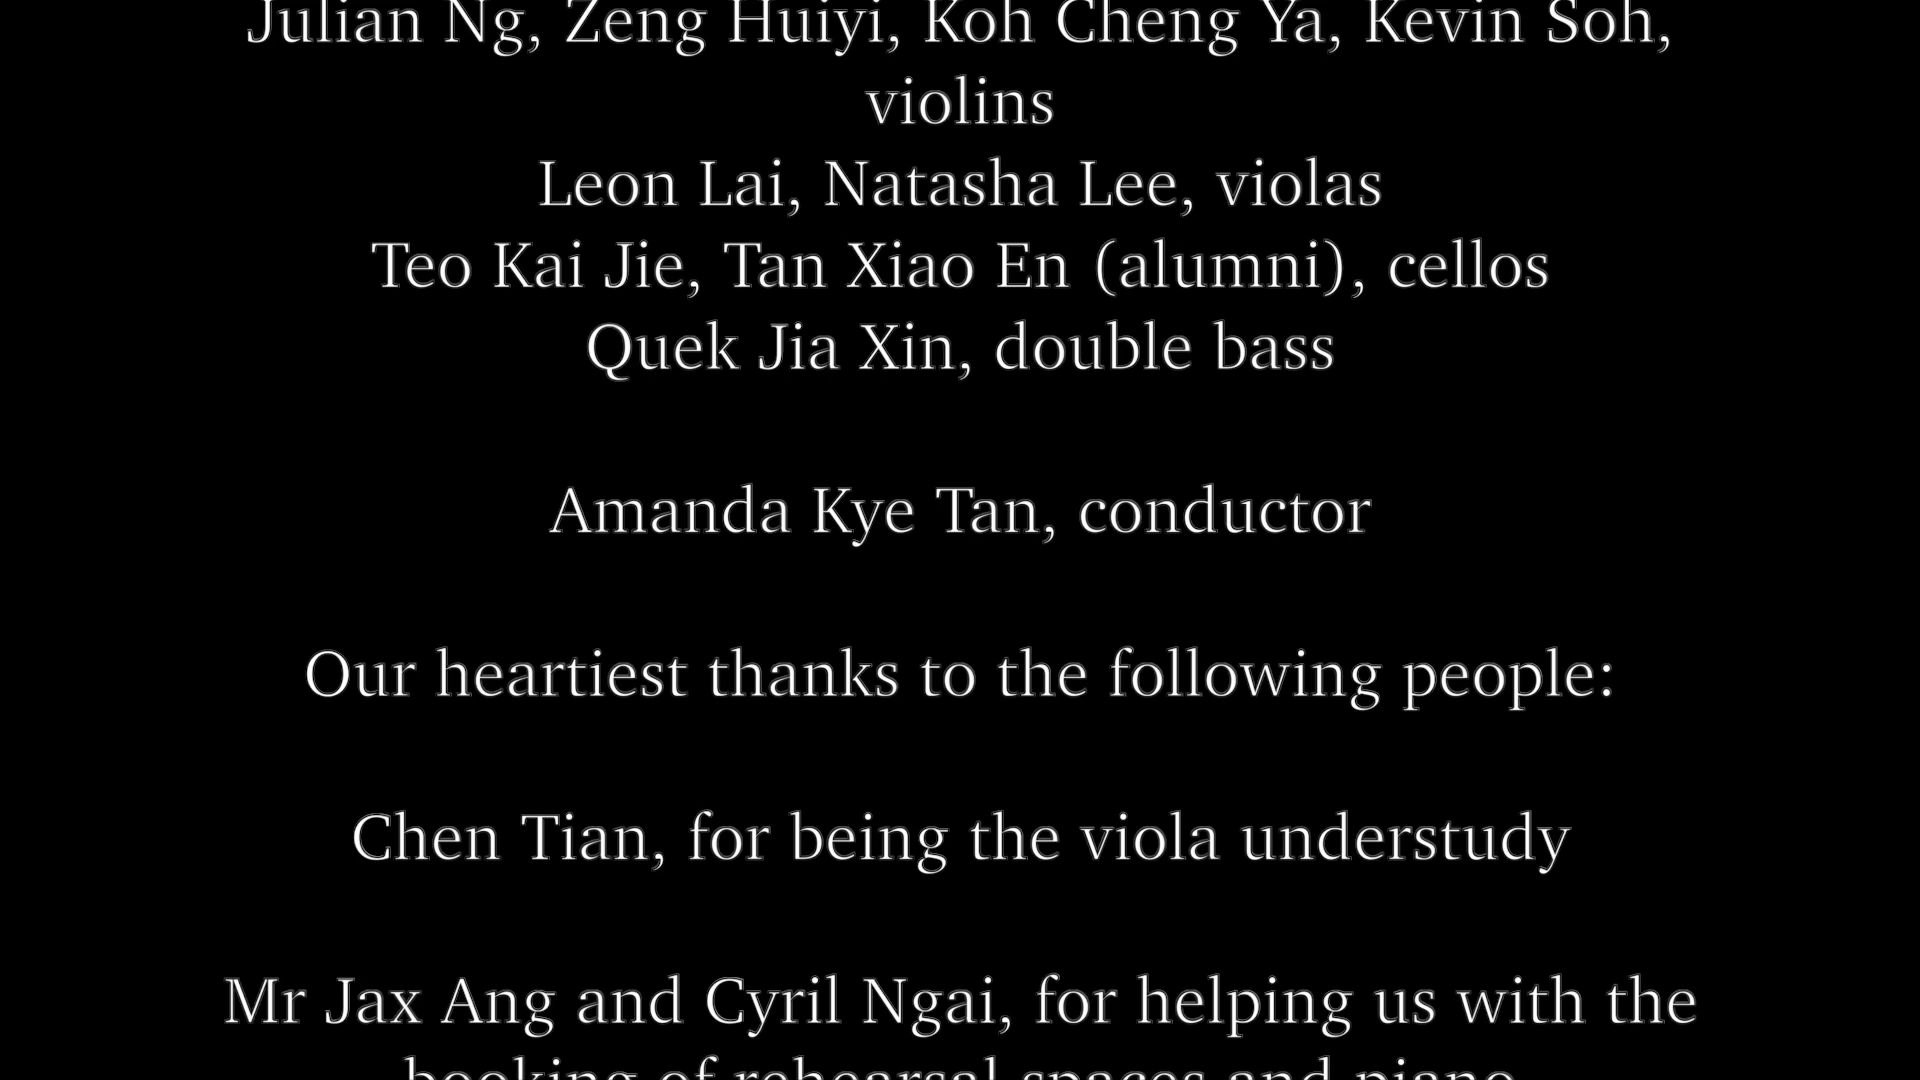 Julian Ng, Zeng Huiyi, Koh Cheng Ya, Kevin Soh,
violins
Leon Lai, Natasha Lee, violas
Teo Kai Jie, Tan Xiao En (alumni), cellos
Quek Jia Xin, double bass
Amanda Kye Tan, conductor
Our heartiest thanks to the following people:
Chen Tian, for being the viola understudy
Mr Jax Ang and Cyril Ngai, for helping us with the
booking of rehearsal spaces and piano